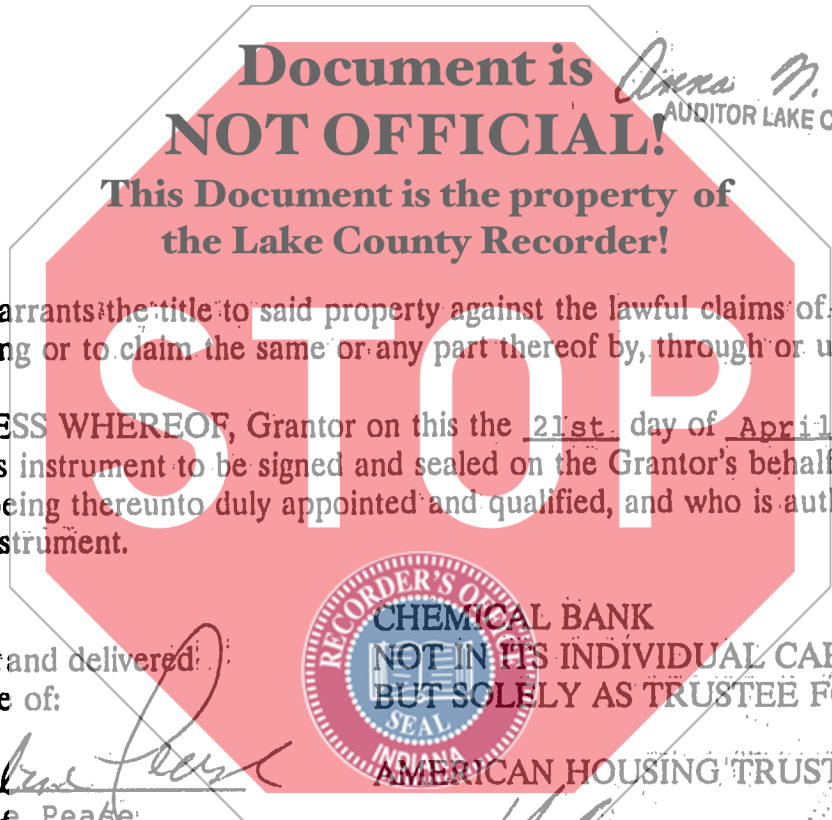 Document is
NOT OFFICIAL!
Anna N.
AUDITOR LAKE C
This Document is the property of
the Lake County Recorder!
arrants the title to said property against the lawful claims of
ng or to claim the same or any part thereof by, through or u
STOP
ESS WHEREOF, Grantor on this the 21st day of April
s instrument to be signed and sealed on the Grantor's behalf
eing thereunto duly appointed and qualified, and who is auth
strument.
RECORDER'S OFFICE
SEAL
INDIANA
CHEMICAL BANK
and delivered NOT IN ITS INDIVIDUAL CAP
e of: BUT SOLELY AS TRUSTEE F
AMERICAN HOUSING TRUST
e Pease